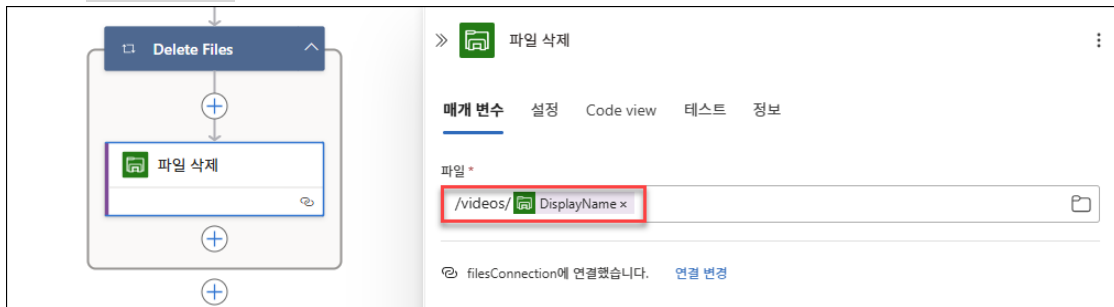 Delete Files
파일 삭제
파일 삭제
매개 변수 설정 Code view 테스트 정보
파일 *
/videos/ DisplayName ×
filesConnection에 연결했습니다. 연결 변경